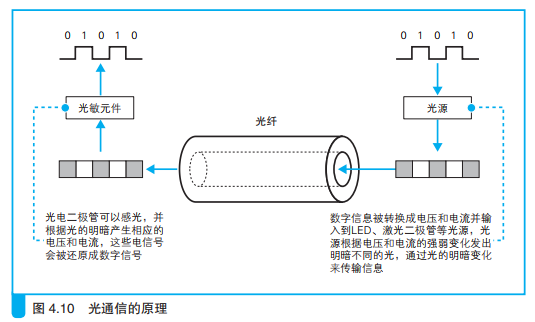 0 1 0 1 0
0 1 0 1 0
光敏元件
光源
光纤
光电二极管可以感光，并
根据光的明暗产生相应的
电压和电流，这些电信号
会被还原成数字信号
数字信息被转换成电压和电流并输
入到LED、激光二极管等光源，光
源根据电压和电流的强弱变化发出
明暗不同的光，通过光的明暗变化
来传输信息
图 4.10 光通信的原理